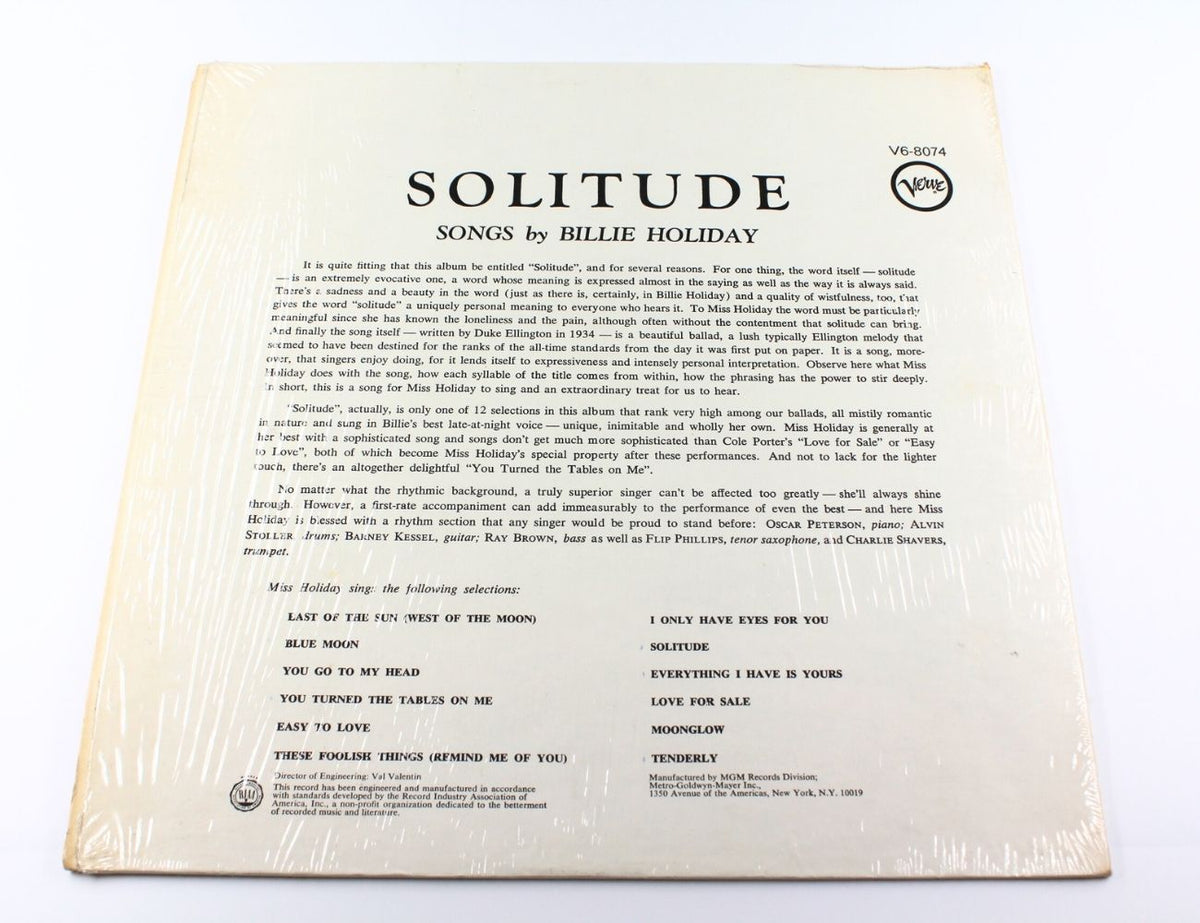 V6-8074
Verve
SOLITUDE
SONGS by BILLIE HOLIDAY
It is quite fitting that this album be entitled "Solitude", and for several reasons. For one thing, the word itself — solitude
— is an extremely evocative one, a word whose meaning is expressed almost in the saying as well as the way it is always said.
There's a sadness and a beauty in the word (just as there is, certainly, in Billie Holiday) and a quality of wistfulness, too, that
gives the word "solitude" a uniquely personal meaning to everyone who hears it. To Miss Holiday the word must be particularly
meaningful since she has known the loneliness and the pain, although often without the contentment that solitude can bring.
And finally the song itself — written by Duke Ellington in 1934 — is a beautiful ballad, a lush typically Ellington melody that
seemed to have been destined for the ranks of the all-time standards from the day it was first put on paper. It is a song, more-
over, that singers enjoy doing, for it lends itself to expressiveness and intensely personal interpretation. Observe here what Miss
Holiday does with the song, how each syllable of the title comes from within, how the phrasing has the power to stir deeply.
In short, this is a song for Miss Holiday to sing and an extraordinary treat for us to hear.
"Solitude", actually, is only one of 12 selections in this album that rank very high among our ballads, all mistily romantic
in nature and sung in Billie's best late-at-night voice — unique, inimitable and wholly her own. Miss Holiday is generally at
her best with a sophisticated song and songs don't get much more sophisticated than Cole Porter's "Love for Sale" or "Easy
to Love", both of which become Miss Holiday's special property after these performances. And not to lack for the lighter
touch, there's an altogether delightful "You Turned the Tables on Me".
No matter what the rhythmic background, a truly superior singer can't be affected too greatly — she'll always shine
through. However, a first-rate accompaniment can add immeasurably to the performance of even the best — and here Miss
Holiday is blessed with a rhythm section that any singer would be proud to stand before: OSCAR PETERSON, piano; ALVIN
STOLLER drums; BARNEY KESSEL, guitar; RAY BROWN, bass as well as FLIP PHILLIPS, tenor saxophone, and CHARLIE SHAVERS,
trumpet.
Miss Holiday sings the following selections:
LAST OF THE SUN (WEST OF THE MOON)
BLUE MOON
YOU GO TO MY HEAD
YOU TURNED THE TABLES ON ME
EASY TO LOVE
THESE FOOLISH THINGS (REMIND ME OF YOU)
I ONLY HAVE EYES FOR YOU
SOLITUDE
EVERYTHING I HAVE IS YOURS
LOVE FOR SALE
MOONGLOW
TENDERLY
Director of Engineering: Val Valentin
This record has been engineered and manufactured in accordance
with standards developed by the Record Industry Association of
America, Inc., a non-profit organization dedicated to the betterment
of recorded music and literature.
Manufactured by MGM Records Division;
Metro-Goldwyn-Mayer Inc.,
1350 Avenue of the Americas, New York, N.Y. 10019